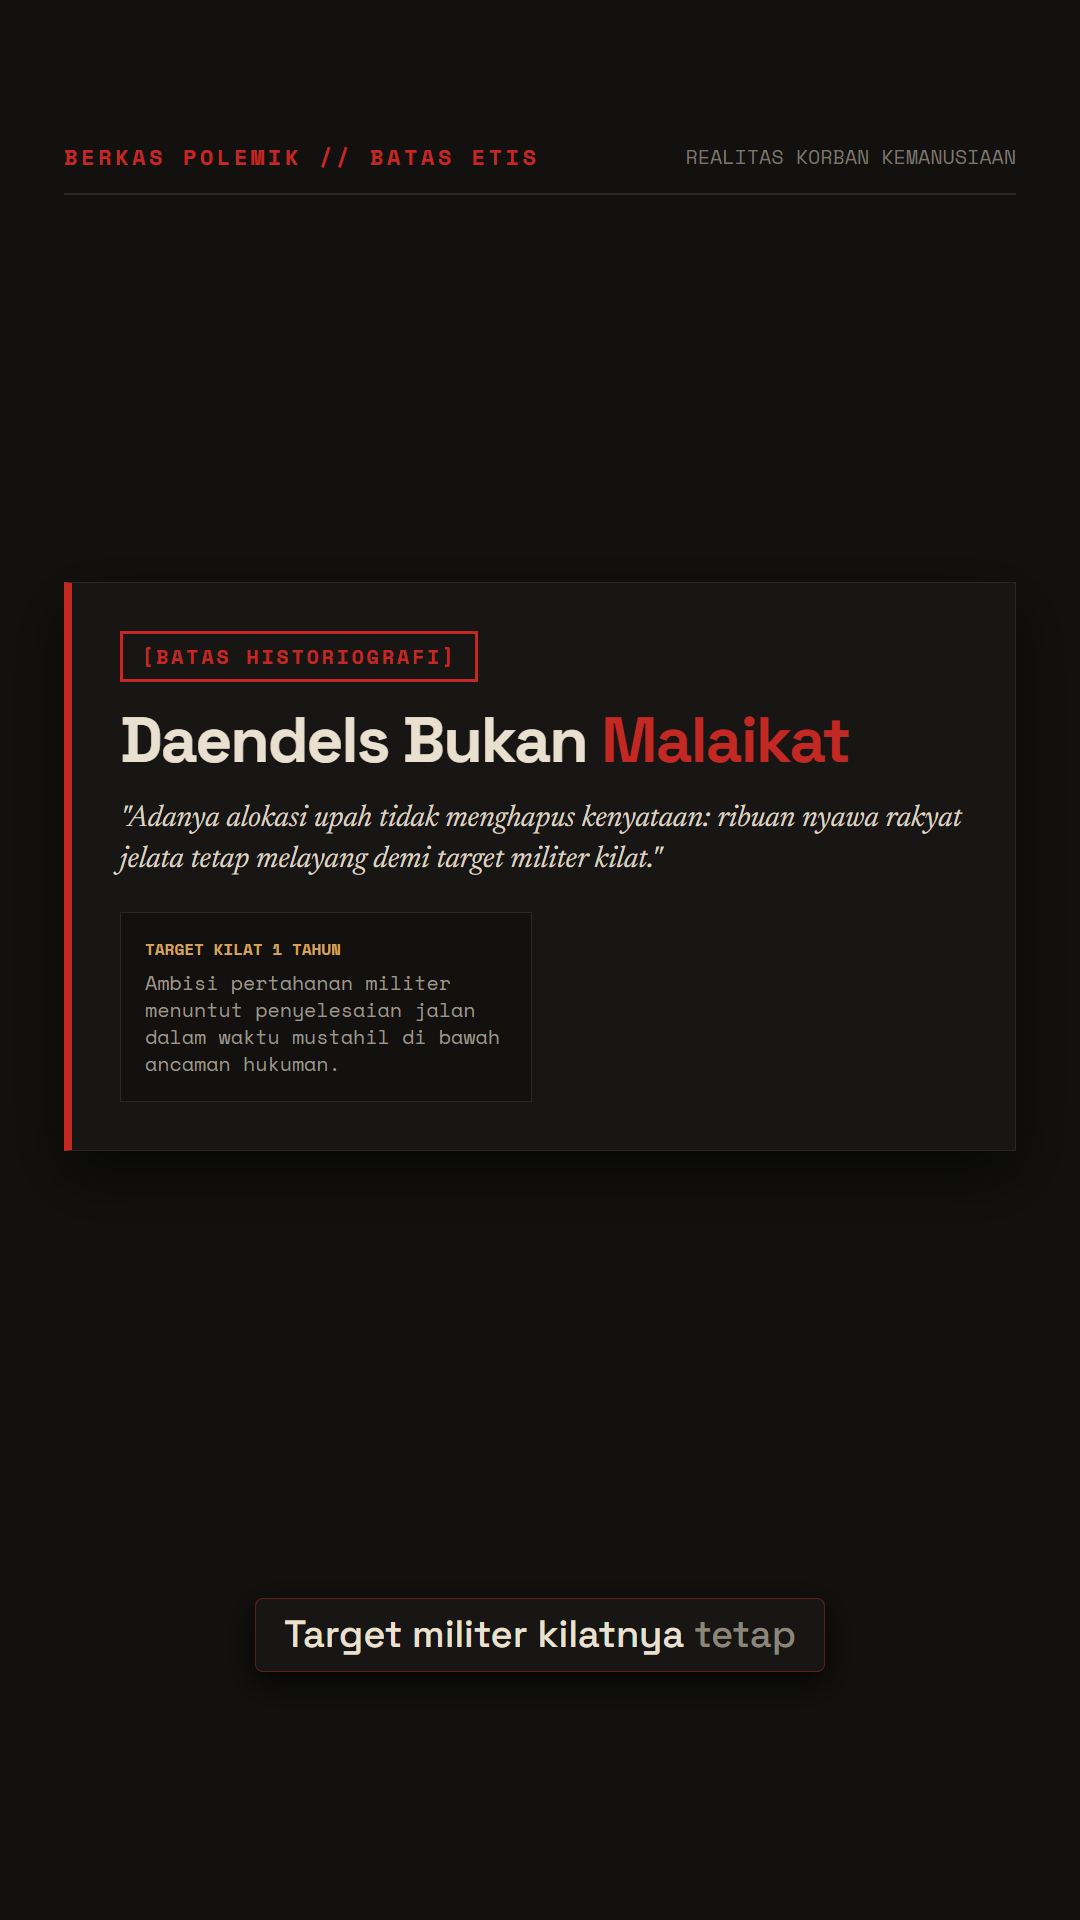 BERKAS POLEMIK // BATAS ETIS
REALITAS KORBAN KEMANUSIAAN
[BATAS HISTORIOGRAFI]
Daendels Bukan Malaikat
"Adanya alokasi upah tidak menghapus kenyataan: ribuan nyawa rakyat
jelata tetap melayang demi target militer kilat."
TARGET KILAT 1 TAHUN
Ambisi pertahanan militer
menuntut penyelesaian jalan
dalam waktu mustahil di bawah
ancaman hukuman.
Target militer kilatnya tetap